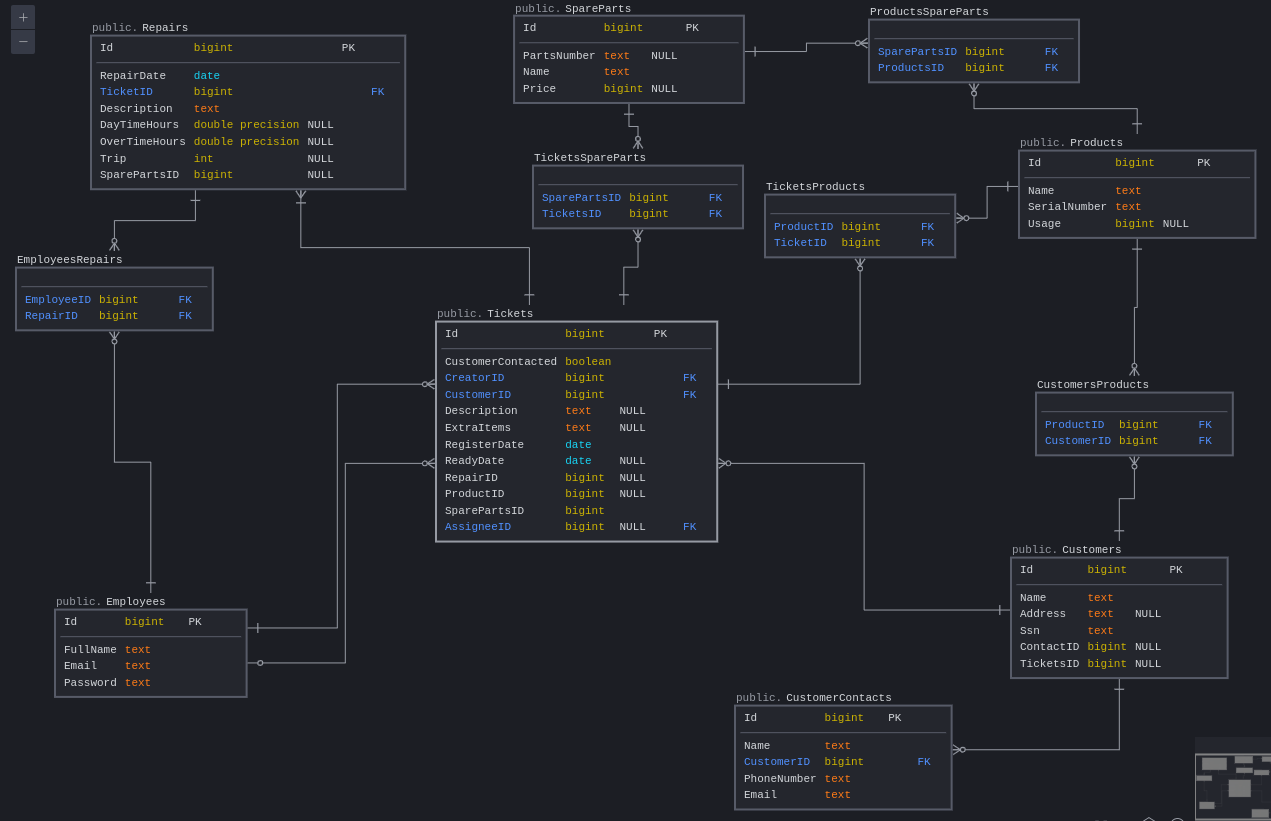 +
−
public. Repairs
Id bigint PK
RepairDate date
TicketID bigint FK
Description text
DayTimeHours double precision NULL
OverTimeHours double precision NULL
Trip int NULL
SparePartsID bigint NULL
public. SpareParts
Id bigint PK
PartsNumber text NULL
Name text
Price bigint NULL
ProductsSpareParts
SparePartsID bigint FK
ProductsID bigint FK
public. Products
Id bigint PK
Name text
SerialNumber text
Usage bigint NULL
TicketsSpareParts
SparePartsID bigint FK
TicketsID bigint FK
TicketsProducts
ProductID bigint FK
TicketID bigint FK
EmployeesRepairs
EmployeeID bigint FK
RepairID bigint FK
public. Tickets
Id bigint PK
CustomerContacted boolean
CreatorID bigint FK
CustomerID bigint FK
Description text NULL
ExtraItems text NULL
RegisterDate date
ReadyDate date NULL
RepairID bigint NULL
ProductID bigint NULL
SparePartsID bigint
AssigneeID bigint NULL FK
CustomersProducts
ProductID bigint FK
CustomerID bigint FK
public. Customers
Id bigint PK
Name text
Address text NULL
Ssn text
ContactID bigint NULL
TicketsID bigint NULL
public. Employees
Id bigint PK
FullName text
Email text
Password text
public. CustomerContacts
Id bigint PK
Name text
CustomerID bigint FK
PhoneNumber text
Email text